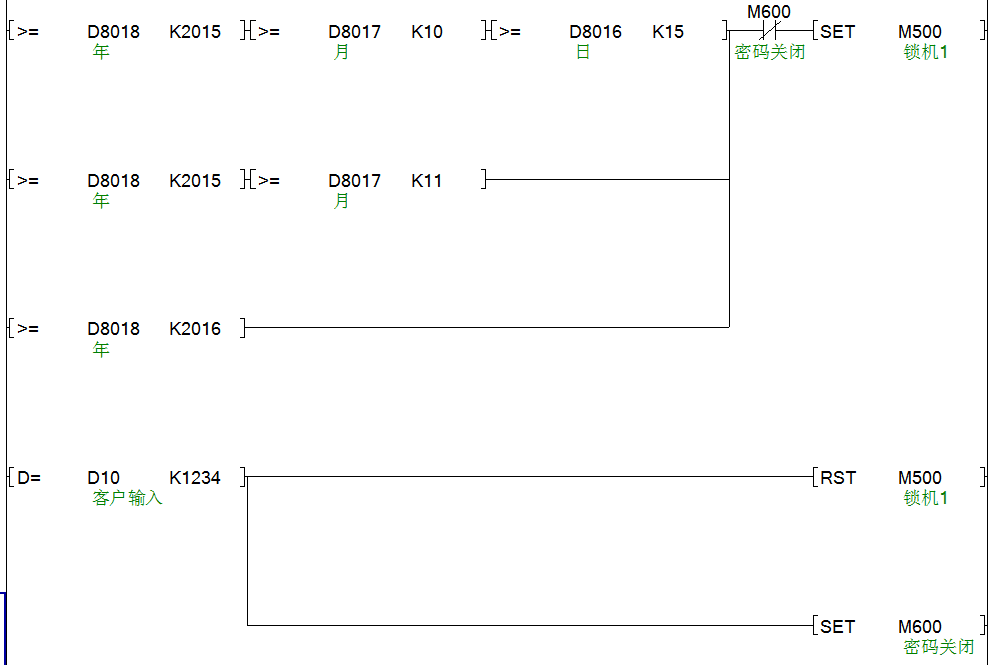 M600
[>= D8018 K2015 ][>= D8017 K10 ][>= D8016 K15 ] [SET M500 ]
年 月 日 密码关闭 锁机1
[>= D8018 K2015 ][>= D8017 K11 ]
年 月
[>= D8018 K2016 ]
年
[D= D10 K1234 ] [RST M500 ]
客户输入 锁机1
[SET M600 ]
密码关闭